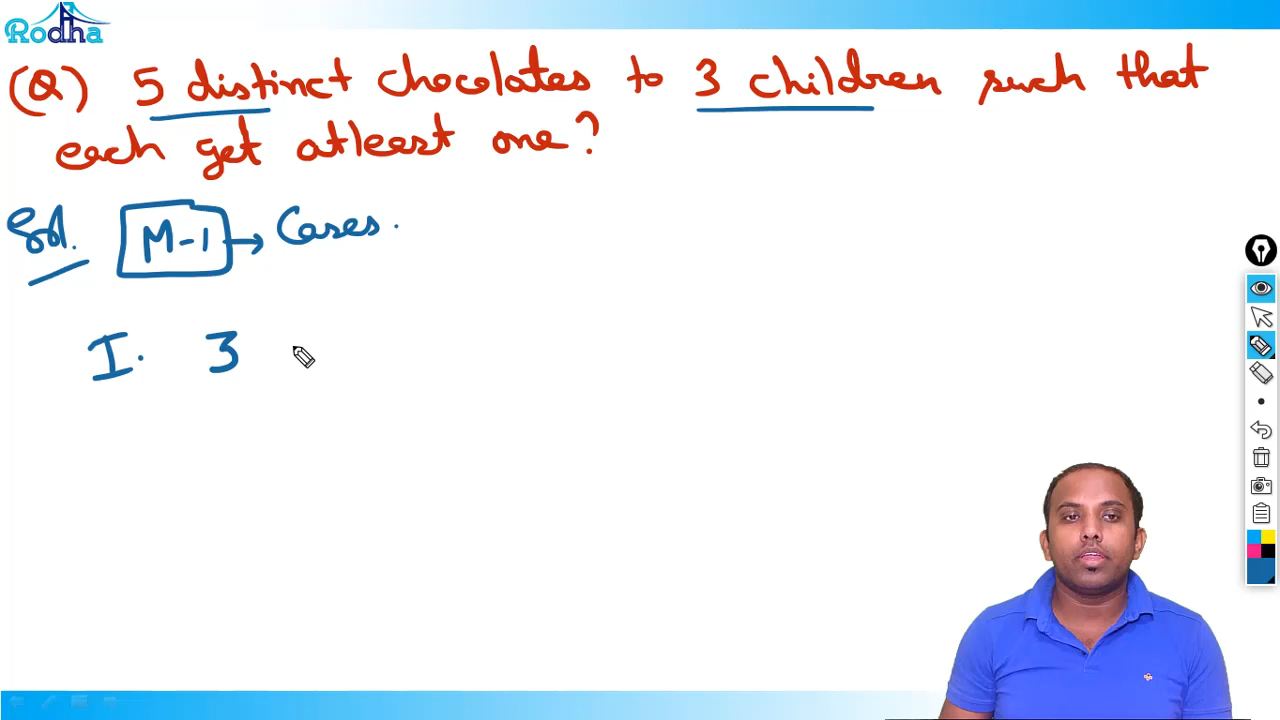 Rodha
(Q) 5 distinct chocolates to 3 children such that
each get atleast one?
Sol. M-1 → Cases.
I. 3